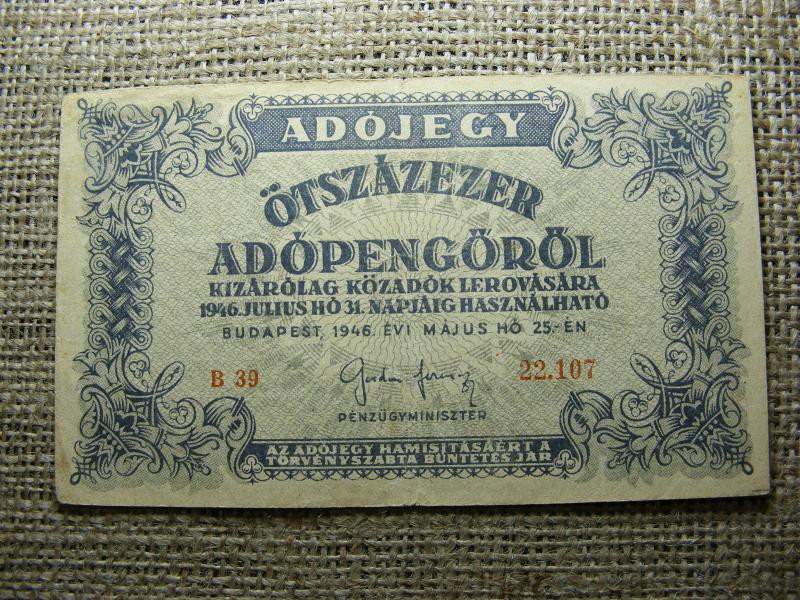 ADÓJEGY
ÖTSZÁZEZER
ADÓPENGŐRŐL
KIZÁRÓLAG KÖZADÓK LEROVÁSÁRA
1946. JULIUS HÓ 31. NAPJÁIG HASZNÁLHATÓ
BUDAPEST, 1946. ÉVI MÁJUS HÓ 25.-ÉN
B 39 22.107
PÉNZÜGYMINISZTER
AZ ADÓJEGY HAMISITÁSÁÉRT A
TÖRVÉNYSZABTA BÜNTETÉS JÁR